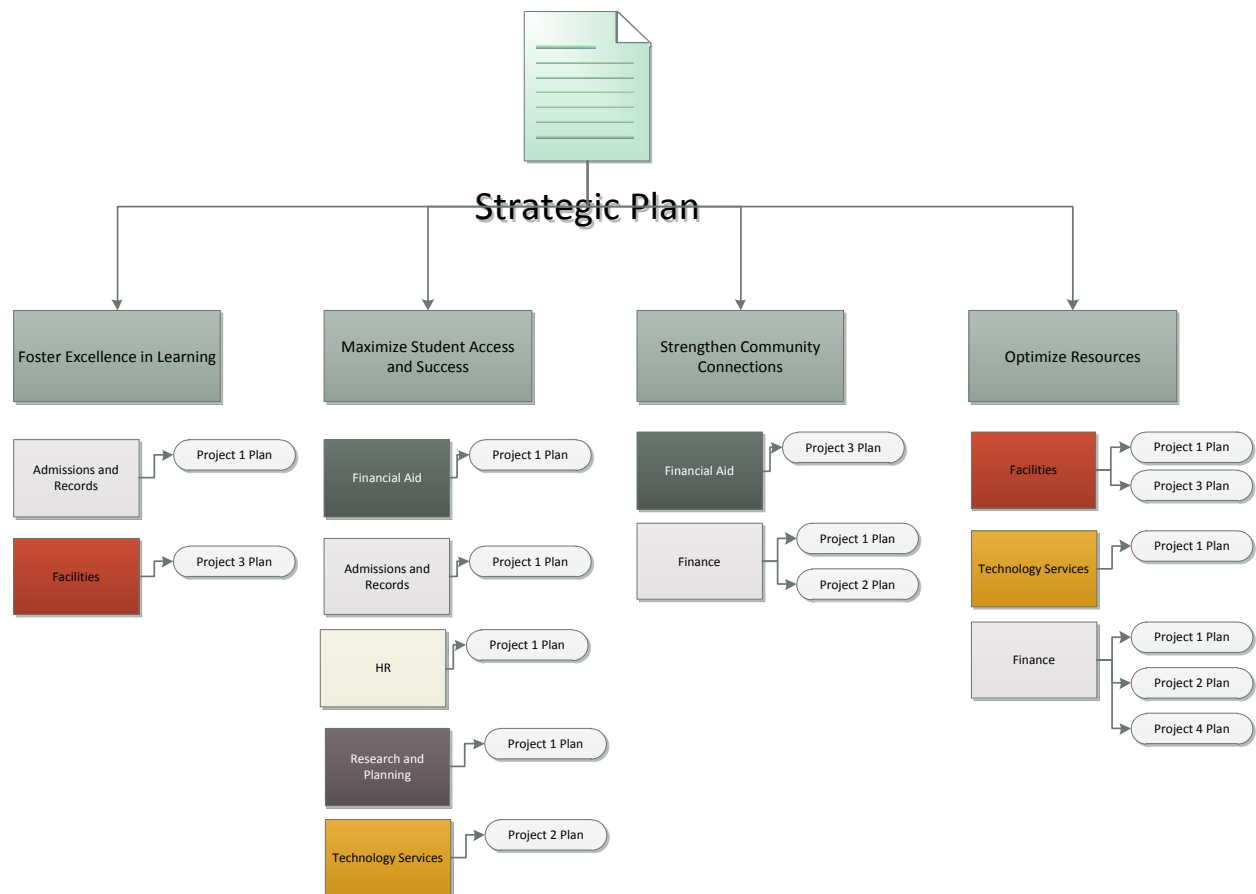 Strategic Plan
Foster Excellence in Learning
Maximize Student Access
and Success
Strengthen Community
Connections
Optimize Resources
Admissions and
Records
Project 1 Plan
Facilities
Project 3 Plan
Financial Aid
Project 1 Plan
Admissions and
Records
Project 1 Plan
HR
Project 1 Plan
Research and
Planning
Project 1 Plan
Technology Services
Project 2 Plan
Financial Aid
Project 3 Plan
Finance
Project 1 Plan
Project 2 Plan
Facilities
Project 1 Plan
Project 3 Plan
Technology Services
Project 1 Plan
Finance
Project 1 Plan
Project 2 Plan
Project 4 Plan